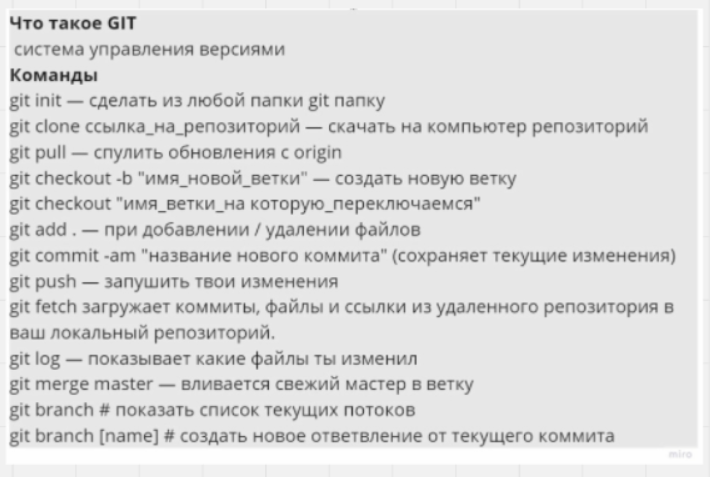 Что такое GIT
система управления версиями
Команды
git init — сделать из любой папки git папку
git clone ссылка_на_репозиторий — скачать на компьютер репозиторий
git pull — спулить обновления с origin
git checkout -b "имя_новой_ветки" — создать новую ветку
git checkout "имя_ветки_на которую_переключаемся"
git add . — при добавлении / удалении файлов
git commit -am "название нового коммита" (сохраняет текущие изменения)
git push — запушить твои изменения
git fetch загружает коммиты, файлы и ссылки из удаленного репозитория в
ваш локальный репозиторий.
git log — показывает какие файлы ты изменил
git merge master — вливается свежий мастер в ветку
git branch # показать список текущих потоков
git branch [name] # создать новое ответвление от текущего коммита
miro